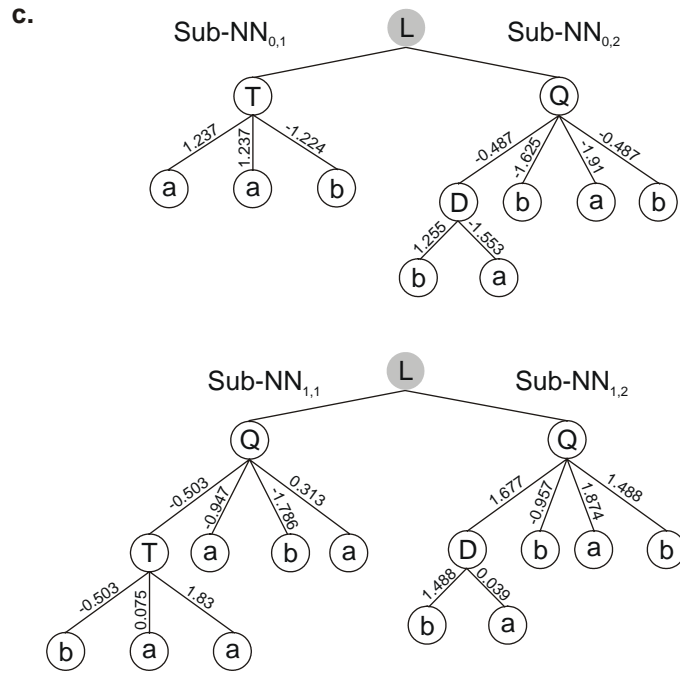 c.
Sub-NN0,1 L Sub-NN0,2
T Q
1.237 1.237 -1.224 -0.487 -1.625 -1.91 -0.487
a a b D b a b
1.255 -1.553
b a
Sub-NN1,1 L Sub-NN1,2
Q Q
-0.503 -0.947 -1.786 0.313 1.677 -0.957 1.874 1.488
T a b a D b a b
-0.503 0.075 1.83 1.488 0.039
b a a b a